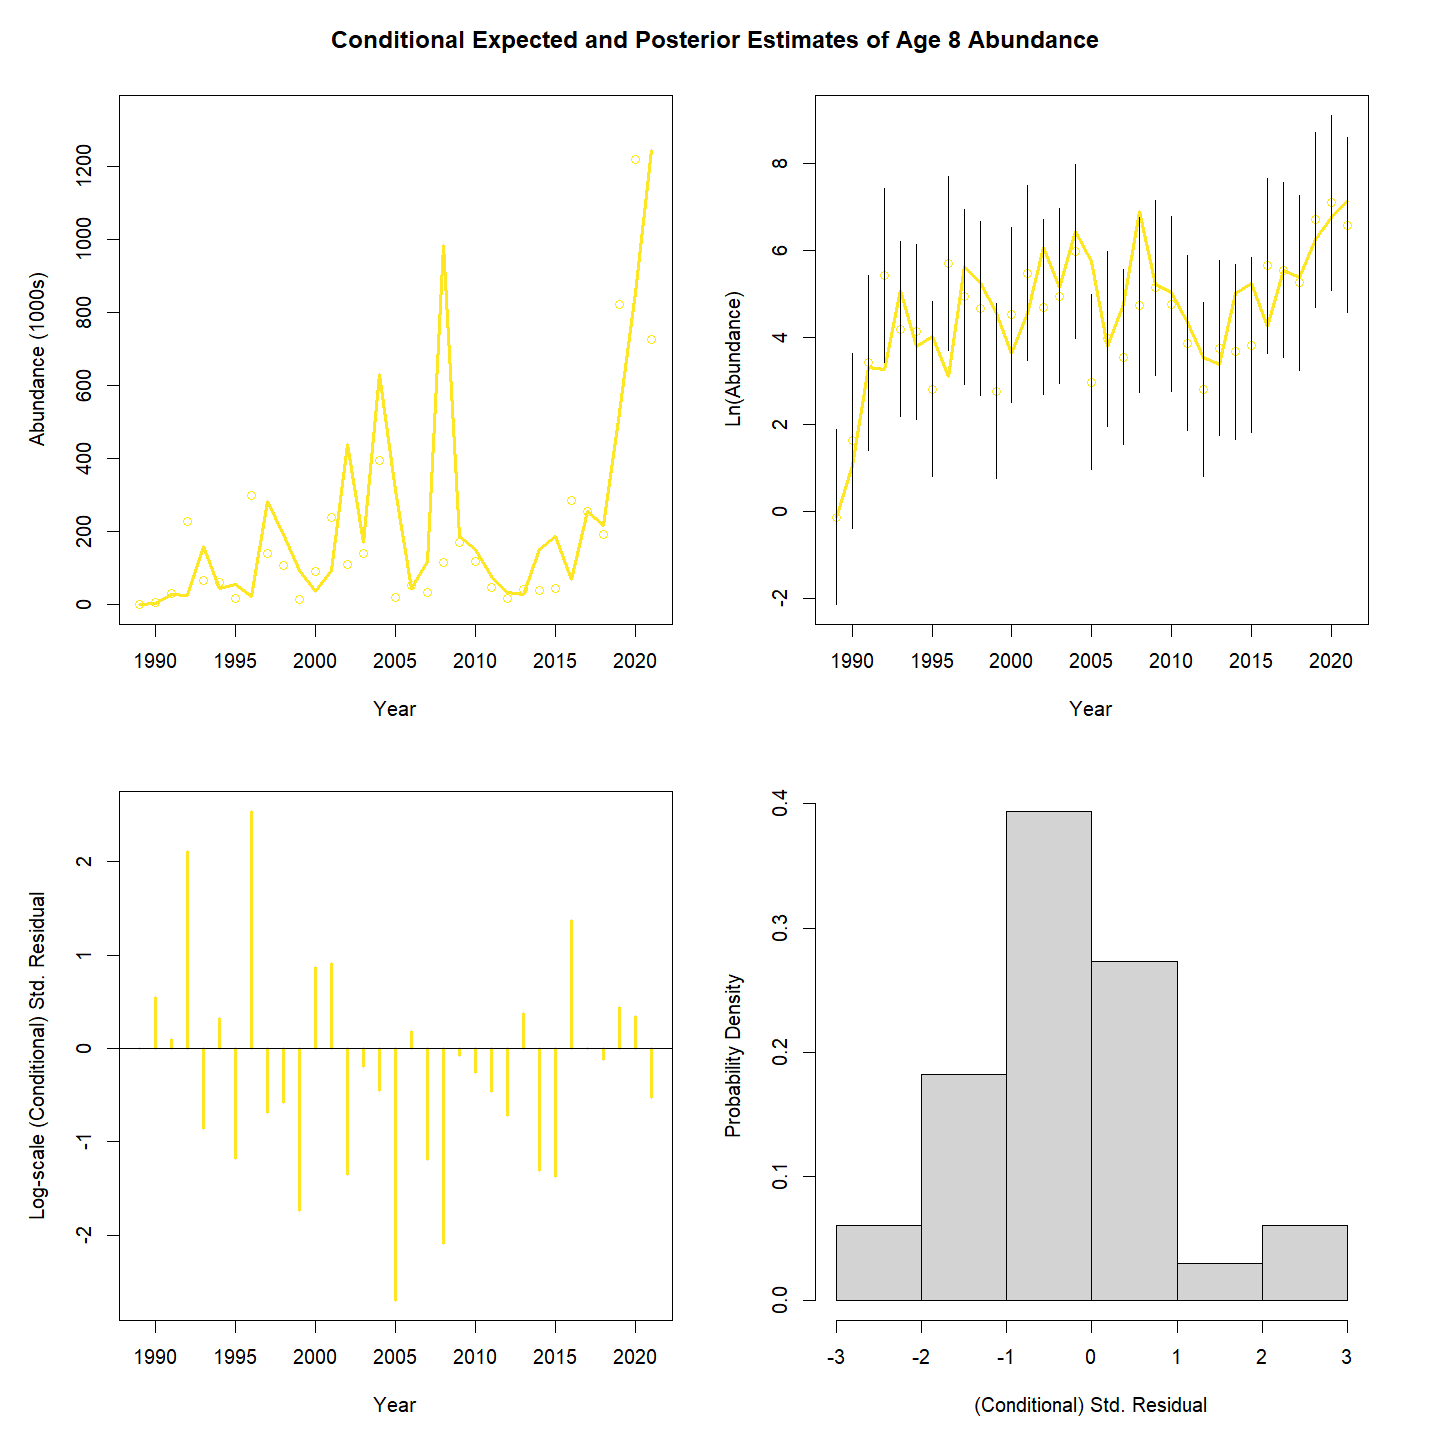 Conditional Expected and Posterior Estimates of Age 8 Abundance
Abundance (1000s)
1200
1000
800
600
400
200
0
1990 1995 2000 2005 2010 2015 2020
Year
Ln(Abundance)
8
6
4
2
0
-2
1990 1995 2000 2005 2010 2015 2020
Year
Log-scale (Conditional) Std. Residual
2
1
0
-1
-2
1990 1995 2000 2005 2010 2015 2020
Year
Probability Density
0.4
0.3
0.2
0.1
0.0
-3 -2 -1 0 1 2 3
(Conditional) Std. Residual